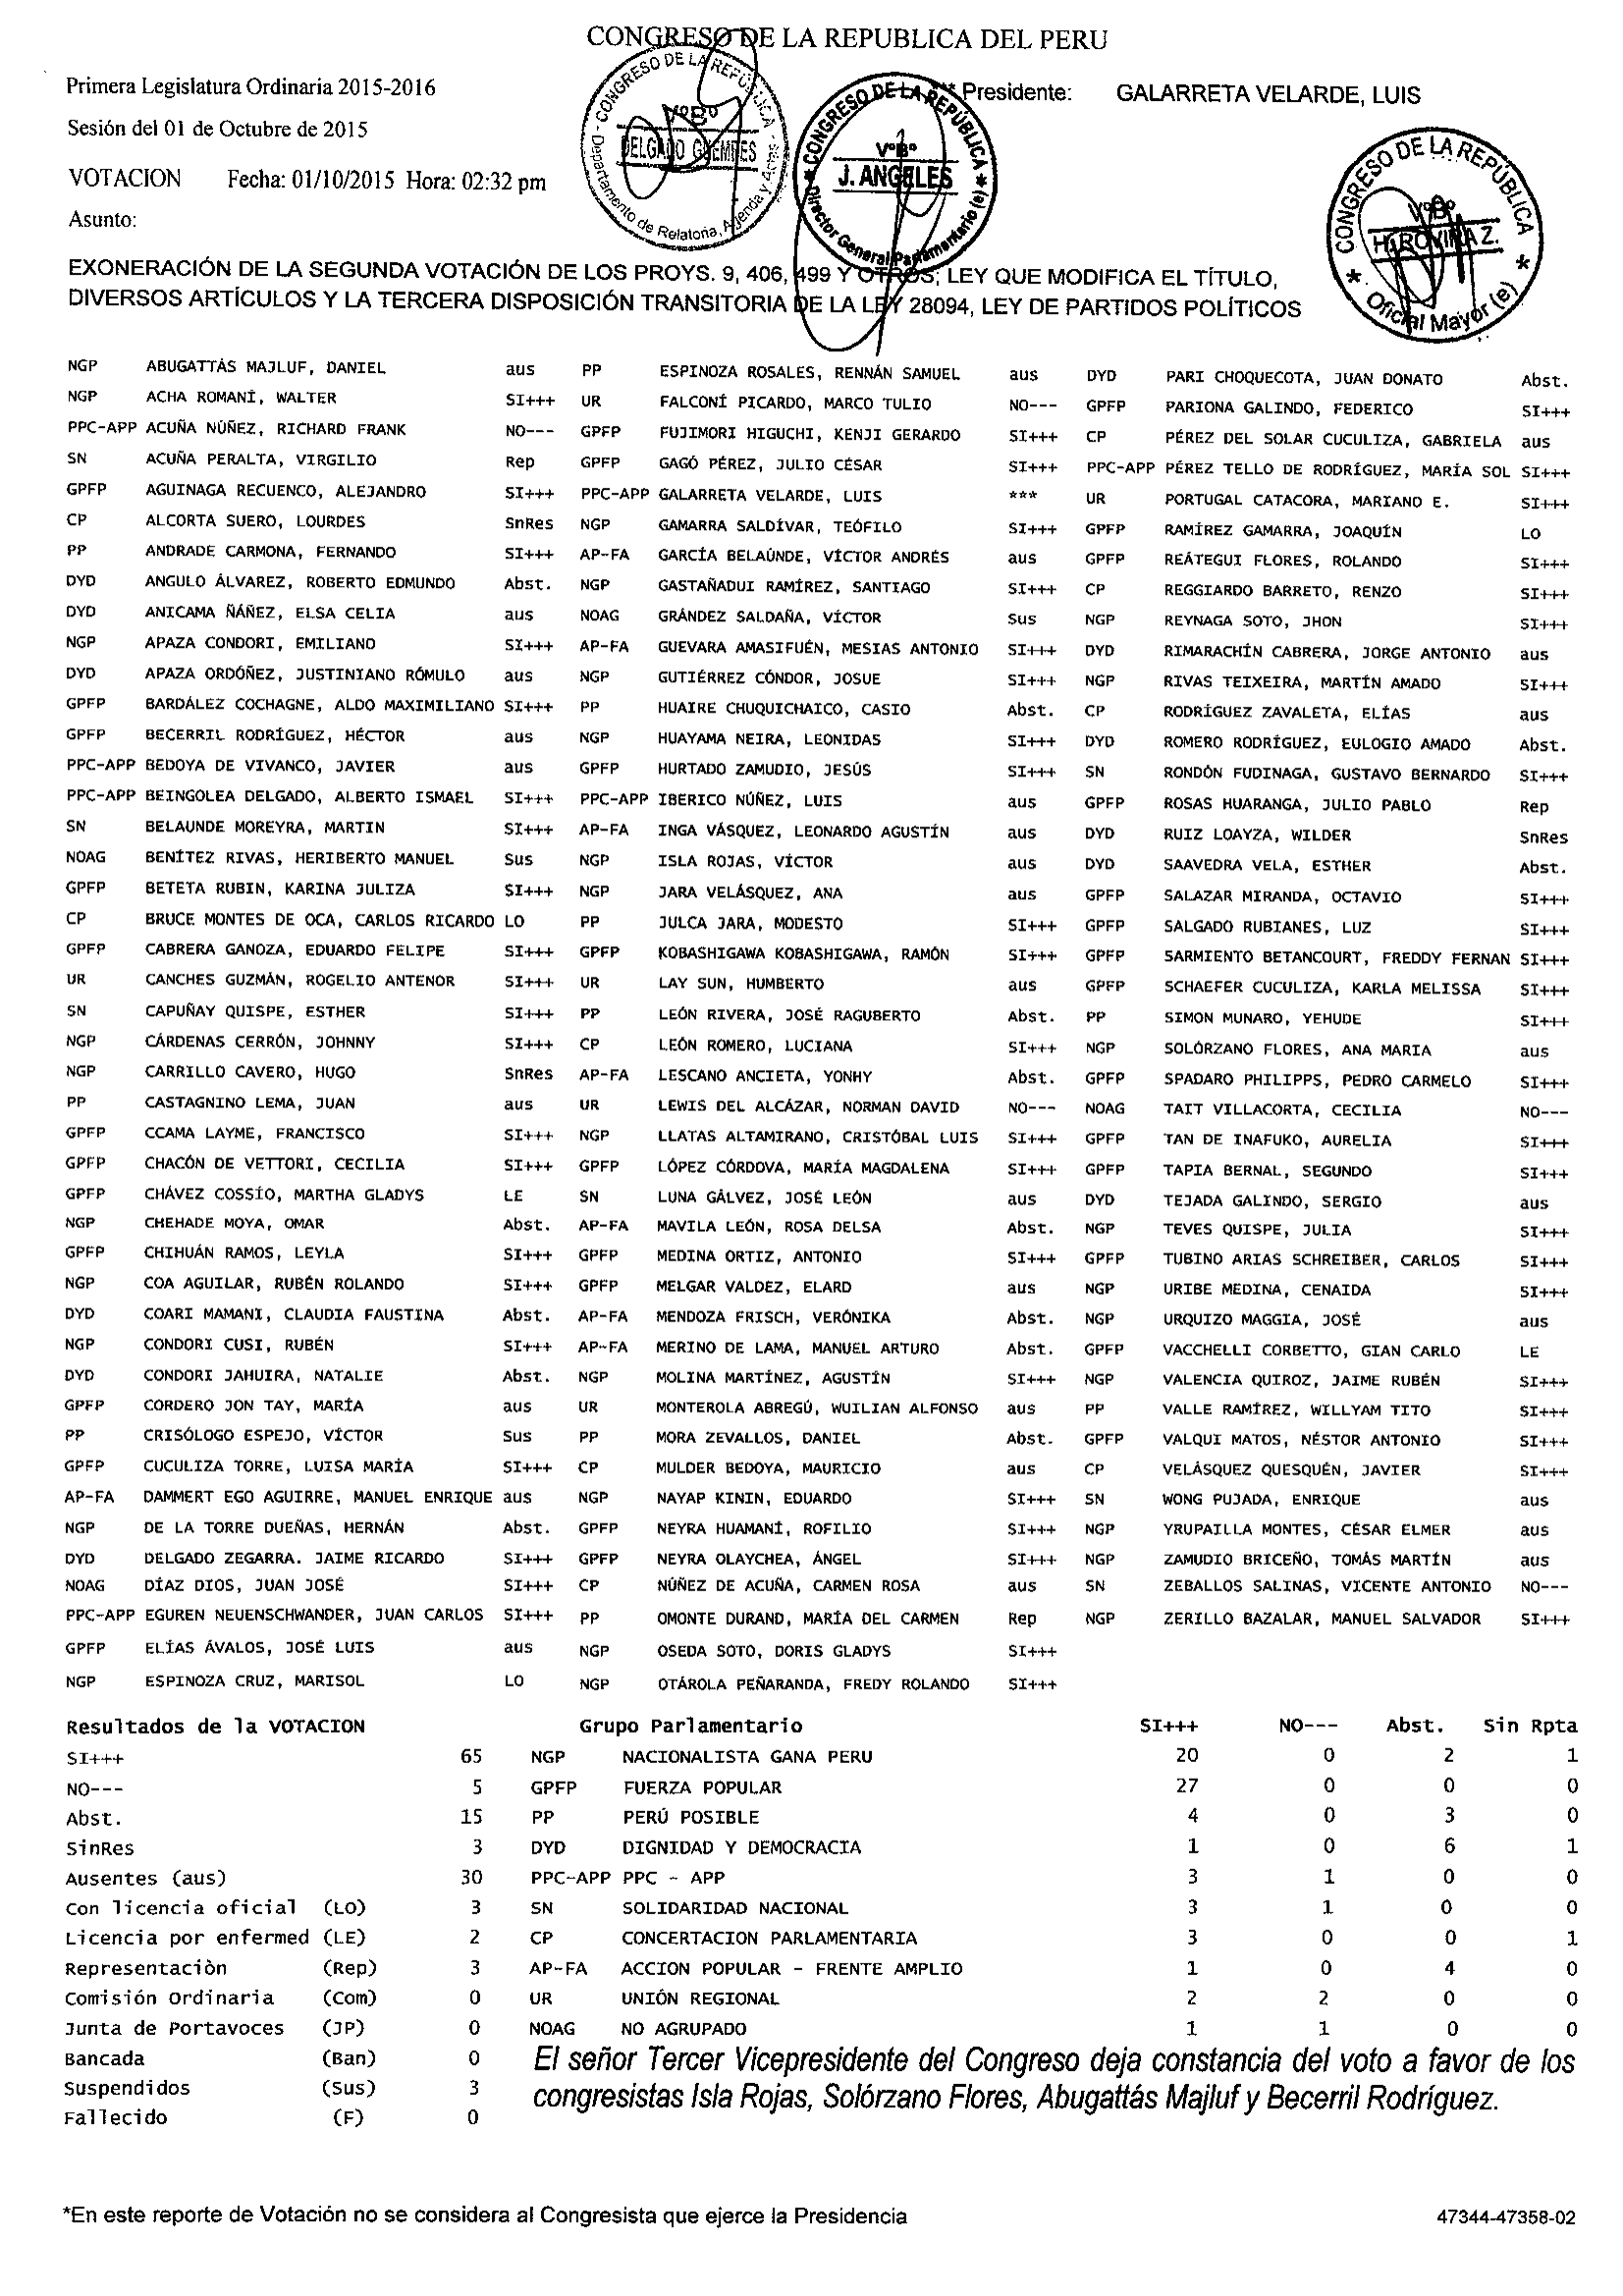 CONGRESO DE LA REPUBLICA DEL PERU
Primera Legislatura Ordinaria 2015-2016
** Presidente: GALARRETA VELARDE, LUIS
Sesión del 01 de Octubre de 2015
VOTACION Fecha: 01/10/2015 Hora: 02:32 pm
Asunto:
CONGRESO DE LA REPÚBLICA
VºBº
DELGADO GUEMBES
Departamento de Relatoria, Agenda y Actas
CONGRESO DE LA REPÚBLICA
VºBº
J. ANGELES
Director General Parlamentario (e)
CONGRESO DE LA REPÚBLICA
VºBº
H. ROVIRA Z.
Oficial Mayor (e)
EXONERACIÓN DE LA SEGUNDA VOTACIÓN DE LOS PROYS. 9, 406, 499 Y OTROS; LEY QUE MODIFICA EL TÍTULO,
DIVERSOS ARTÍCULOS Y LA TERCERA DISPOSICIÓN TRANSITORIA DE LA LEY 28094, LEY DE PARTIDOS POLÍTICOS
NGP ABUGATTÁS MAJLUF, DANIEL aus PP ESPINOZA ROSALES, RENNÁN SAMUEL aus DYD PARI CHOQUECOTA, JUAN DONATO Abst.
NGP ACHA ROMANÍ, WALTER SI+++ UR FALCONÍ PICARDO, MARCO TULIO NO--- GPFP PARIONA GALINDO, FEDERICO SI+++
PPC-APP ACUÑA NÚÑEZ, RICHARD FRANK NO--- GPFP FUJIMORI HIGUCHI, KENJI GERARDO SI+++ CP PÉREZ DEL SOLAR CUCULIZA, GABRIELA aus
SN ACUÑA PERALTA, VIRGILIO Rep GPFP GAGÓ PÉREZ, JULIO CÉSAR SI+++ PPC-APP PÉREZ TELLO DE RODRÍGUEZ, MARÍA SOL SI+++
GPFP AGUINAGA RECUENCO, ALEJANDRO SI+++ PPC-APP GALARRETA VELARDE, LUIS *** UR PORTUGAL CATACORA, MARIANO E. SI+++
CP ALCORTA SUERO, LOURDES SnRes NGP GAMARRA SALDÍVAR, TEÓFILO SI+++ GPFP RAMÍREZ GAMARRA, JOAQUÍN LO
PP ANDRADE CARMONA, FERNANDO SI+++ AP-FA GARCÍA BELAÚNDE, VÍCTOR ANDRÉS aus GPFP REÁTEGUI FLORES, ROLANDO SI+++
DYD ANGULO ÁLVAREZ, ROBERTO EDMUNDO Abst. NGP GASTAÑADUI RAMÍREZ, SANTIAGO SI+++ CP REGGIARDO BARRETO, RENZO SI+++
DYD ANICAMA ÑÁÑEZ, ELSA CELIA aus NOAG GRÁNDEZ SALDAÑA, VÍCTOR Sus NGP REYNAGA SOTO, JHON SI+++
NGP APAZA CONDORI, EMILIANO SI+++ AP-FA GUEVARA AMASIFUÉN, MESIAS ANTONIO SI+++ DYD RIMARACHÍN CABRERA, JORGE ANTONIO aus
DYD APAZA ORDÓÑEZ, JUSTINIANO RÓMULO aus NGP GUTIÉRREZ CÓNDOR, JOSUE SI+++ NGP RIVAS TEIXEIRA, MARTÍN AMADO SI+++
GPFP BARDÁLEZ COCHAGNE, ALDO MAXIMILIANO SI+++ PP HUAIRE CHUQUICHAICO, CASIO Abst. CP RODRÍGUEZ ZAVALETA, ELÍAS aus
GPFP BECERRIL RODRÍGUEZ, HÉCTOR aus NGP HUAYAMA NEIRA, LEONIDAS SI+++ DYD ROMERO RODRÍGUEZ, EULOGIO AMADO Abst.
PPC-APP BEDOYA DE VIVANCO, JAVIER aus GPFP HURTADO ZAMUDIO, JESÚS SI+++ SN RONDÓN FUDINAGA, GUSTAVO BERNARDO SI+++
PPC-APP BEINGOLEA DELGADO, ALBERTO ISMAEL SI+++ PPC-APP IBERICO NÚÑEZ, LUIS aus GPFP ROSAS HUARANGA, JULIO PABLO Rep
SN BELAUNDE MOREYRA, MARTIN SI+++ AP-FA INGA VÁSQUEZ, LEONARDO AGUSTÍN aus DYD RUIZ LOAYZA, WILDER SnRes
NOAG BENÍTEZ RIVAS, HERIBERTO MANUEL Sus NGP ISLA ROJAS, VÍCTOR aus DYD SAAVEDRA VELA, ESTHER Abst.
GPFP BETETA RUBIN, KARINA JULIZA SI+++ NGP JARA VELÁSQUEZ, ANA aus GPFP SALAZAR MIRANDA, OCTAVIO SI+++
CP BRUCE MONTES DE OCA, CARLOS RICARDO LO PP JULCA JARA, MODESTO SI+++ GPFP SALGADO RUBIANES, LUZ SI+++
GPFP CABRERA GANOZA, EDUARDO FELIPE SI+++ GPFP KOBASHIGAWA KOBASHIGAWA, RAMÓN SI+++ GPFP SARMIENTO BETANCOURT, FREDDY FERNAN SI+++
UR CANCHES GUZMÁN, ROGELIO ANTENOR SI+++ UR LAY SUN, HUMBERTO aus GPFP SCHAEFER CUCULIZA, KARLA MELISSA SI+++
SN CAPUÑAY QUISPE, ESTHER SI+++ PP LEÓN RIVERA, JOSÉ RAGUBERTO Abst. PP SIMON MUNARO, YEHUDE SI+++
NGP CÁRDENAS CERRÓN, JOHNNY SI+++ CP LEÓN ROMERO, LUCIANA SI+++ NGP SOLÓRZANO FLORES, ANA MARIA aus
NGP CARRILLO CAVERO, HUGO SnRes AP-FA LESCANO ANCIETA, YONHY Abst. GPFP SPADARO PHILIPPS, PEDRO CARMELO SI+++
PP CASTAGNINO LEMA, JUAN aus UR LEWIS DEL ALCÁZAR, NORMAN DAVID NO--- NOAG TAIT VILLACORTA, CECILIA NO---
GPFP CCAMA LAYME, FRANCISCO SI+++ NGP LLATAS ALTAMIRANO, CRISTÓBAL LUIS SI+++ GPFP TAN DE INAFUKO, AURELIA SI+++
GPFP CHACÓN DE VETTORI, CECILIA SI+++ GPFP LÓPEZ CÓRDOVA, MARÍA MAGDALENA SI+++ GPFP TAPIA BERNAL, SEGUNDO SI+++
GPFP CHÁVEZ COSSÍO, MARTHA GLADYS LE SN LUNA GÁLVEZ, JOSÉ LEÓN aus DYD TEJADA GALINDO, SERGIO aus
NGP CHEHADE MOYA, OMAR Abst. AP-FA MAVILA LEÓN, ROSA DELSA Abst. NGP TEVES QUISPE, JULIA SI+++
GPFP CHIHUÁN RAMOS, LEYLA SI+++ GPFP MEDINA ORTIZ, ANTONIO SI+++ GPFP TUBINO ARIAS SCHREIBER, CARLOS SI+++
NGP COA AGUILAR, RUBÉN ROLANDO SI+++ GPFP MELGAR VALDEZ, ELARD aus NGP URIBE MEDINA, CENAIDA SI+++
DYD COARI MAMANI, CLAUDIA FAUSTINA Abst. AP-FA MENDOZA FRISCH, VERÓNIKA Abst. NGP URQUIZO MAGGIA, JOSÉ aus
NGP CONDORI CUSI, RUBÉN SI+++ AP-FA MERINO DE LAMA, MANUEL ARTURO Abst. GPFP VACCHELLI CORBETTO, GIAN CARLO LE
DYD CONDORI JAHUIRA, NATALIE Abst. NGP MOLINA MARTÍNEZ, AGUSTÍN SI+++ NGP VALENCIA QUIROZ, JAIME RUBÉN SI+++
GPFP CORDERO JON TAY, MARÍA aus UR MONTEROLA ABREGÚ, WUILIAN ALFONSO aus PP VALLE RAMÍREZ, WILLYAM TITO SI+++
PP CRISÓLOGO ESPEJO, VÍCTOR Sus PP MORA ZEVALLOS, DANIEL Abst. GPFP VALQUI MATOS, NÉSTOR ANTONIO SI+++
GPFP CUCULIZA TORRE, LUISA MARÍA SI+++ CP MULDER BEDOYA, MAURICIO aus CP VELÁSQUEZ QUESQUÉN, JAVIER SI+++
AP-FA DAMMERT EGO AGUIRRE, MANUEL ENRIQUE aus NGP NAYAP KININ, EDUARDO SI+++ SN WONG PUJADA, ENRIQUE aus
NGP DE LA TORRE DUEÑAS, HERNÁN Abst. GPFP NEYRA HUAMANÍ, ROFILIO SI+++ NGP YRUPAILLA MONTES, CÉSAR ELMER aus
DYD DELGADO ZEGARRA. JAIME RICARDO SI+++ GPFP NEYRA OLAYCHEA, ÁNGEL SI+++ NGP ZAMUDIO BRICEÑO, TOMÁS MARTÍN aus
NOAG DÍAZ DIOS, JUAN JOSÉ SI+++ CP NÚÑEZ DE ACUÑA, CARMEN ROSA aus SN ZEBALLOS SALINAS, VICENTE ANTONIO NO---
PPC-APP EGUREN NEUENSCHWANDER, JUAN CARLOS SI+++ PP OMONTE DURAND, MARÍA DEL CARMEN Rep NGP ZERILLO BAZALAR, MANUEL SALVADOR SI+++
GPFP ELÍAS ÁVALOS, JOSÉ LUIS aus NGP OSEDA SOTO, DORIS GLADYS SI+++
NGP ESPINOZA CRUZ, MARISOL LO NGP OTÁROLA PEÑARANDA, FREDY ROLANDO SI+++
Resultados de la VOTACION Grupo Parlamentario SI+++ NO--- Abst. Sin Rpta
SI+++ 65 NGP NACIONALISTA GANA PERU 20 0 2 1
NO--- 5 GPFP FUERZA POPULAR 27 0 0 0
Abst. 15 PP PERÚ POSIBLE 4 0 3 0
SinRes 3 DYD DIGNIDAD Y DEMOCRACIA 1 0 6 1
Ausentes (aus) 30 PPC-APP PPC - APP 3 1 0 0
Con licencia oficial (LO) 3 SN SOLIDARIDAD NACIONAL 3 1 0 0
Licencia por enfermed (LE) 2 CP CONCERTACION PARLAMENTARIA 3 0 0 1
Representaciòn (Rep) 3 AP-FA ACCION POPULAR - FRENTE AMPLIO 1 0 4 0
Comisión Ordinaria (Com) 0 UR UNIÓN REGIONAL 2 2 0 0
Junta de Portavoces (JP) 0 NOAG NO AGRUPADO 1 1 0 0
Bancada (Ban) 0
Suspendidos (Sus) 3
Fallecido (F) 0
El señor Tercer Vicepresidente del Congreso deja constancia del voto a favor de los
congresistas Isla Rojas, Solórzano Flores, Abugattás Majluf y Becerril Rodríguez.
*En este reporte de Votación no se considera al Congresista que ejerce la Presidencia
47344-47358-02